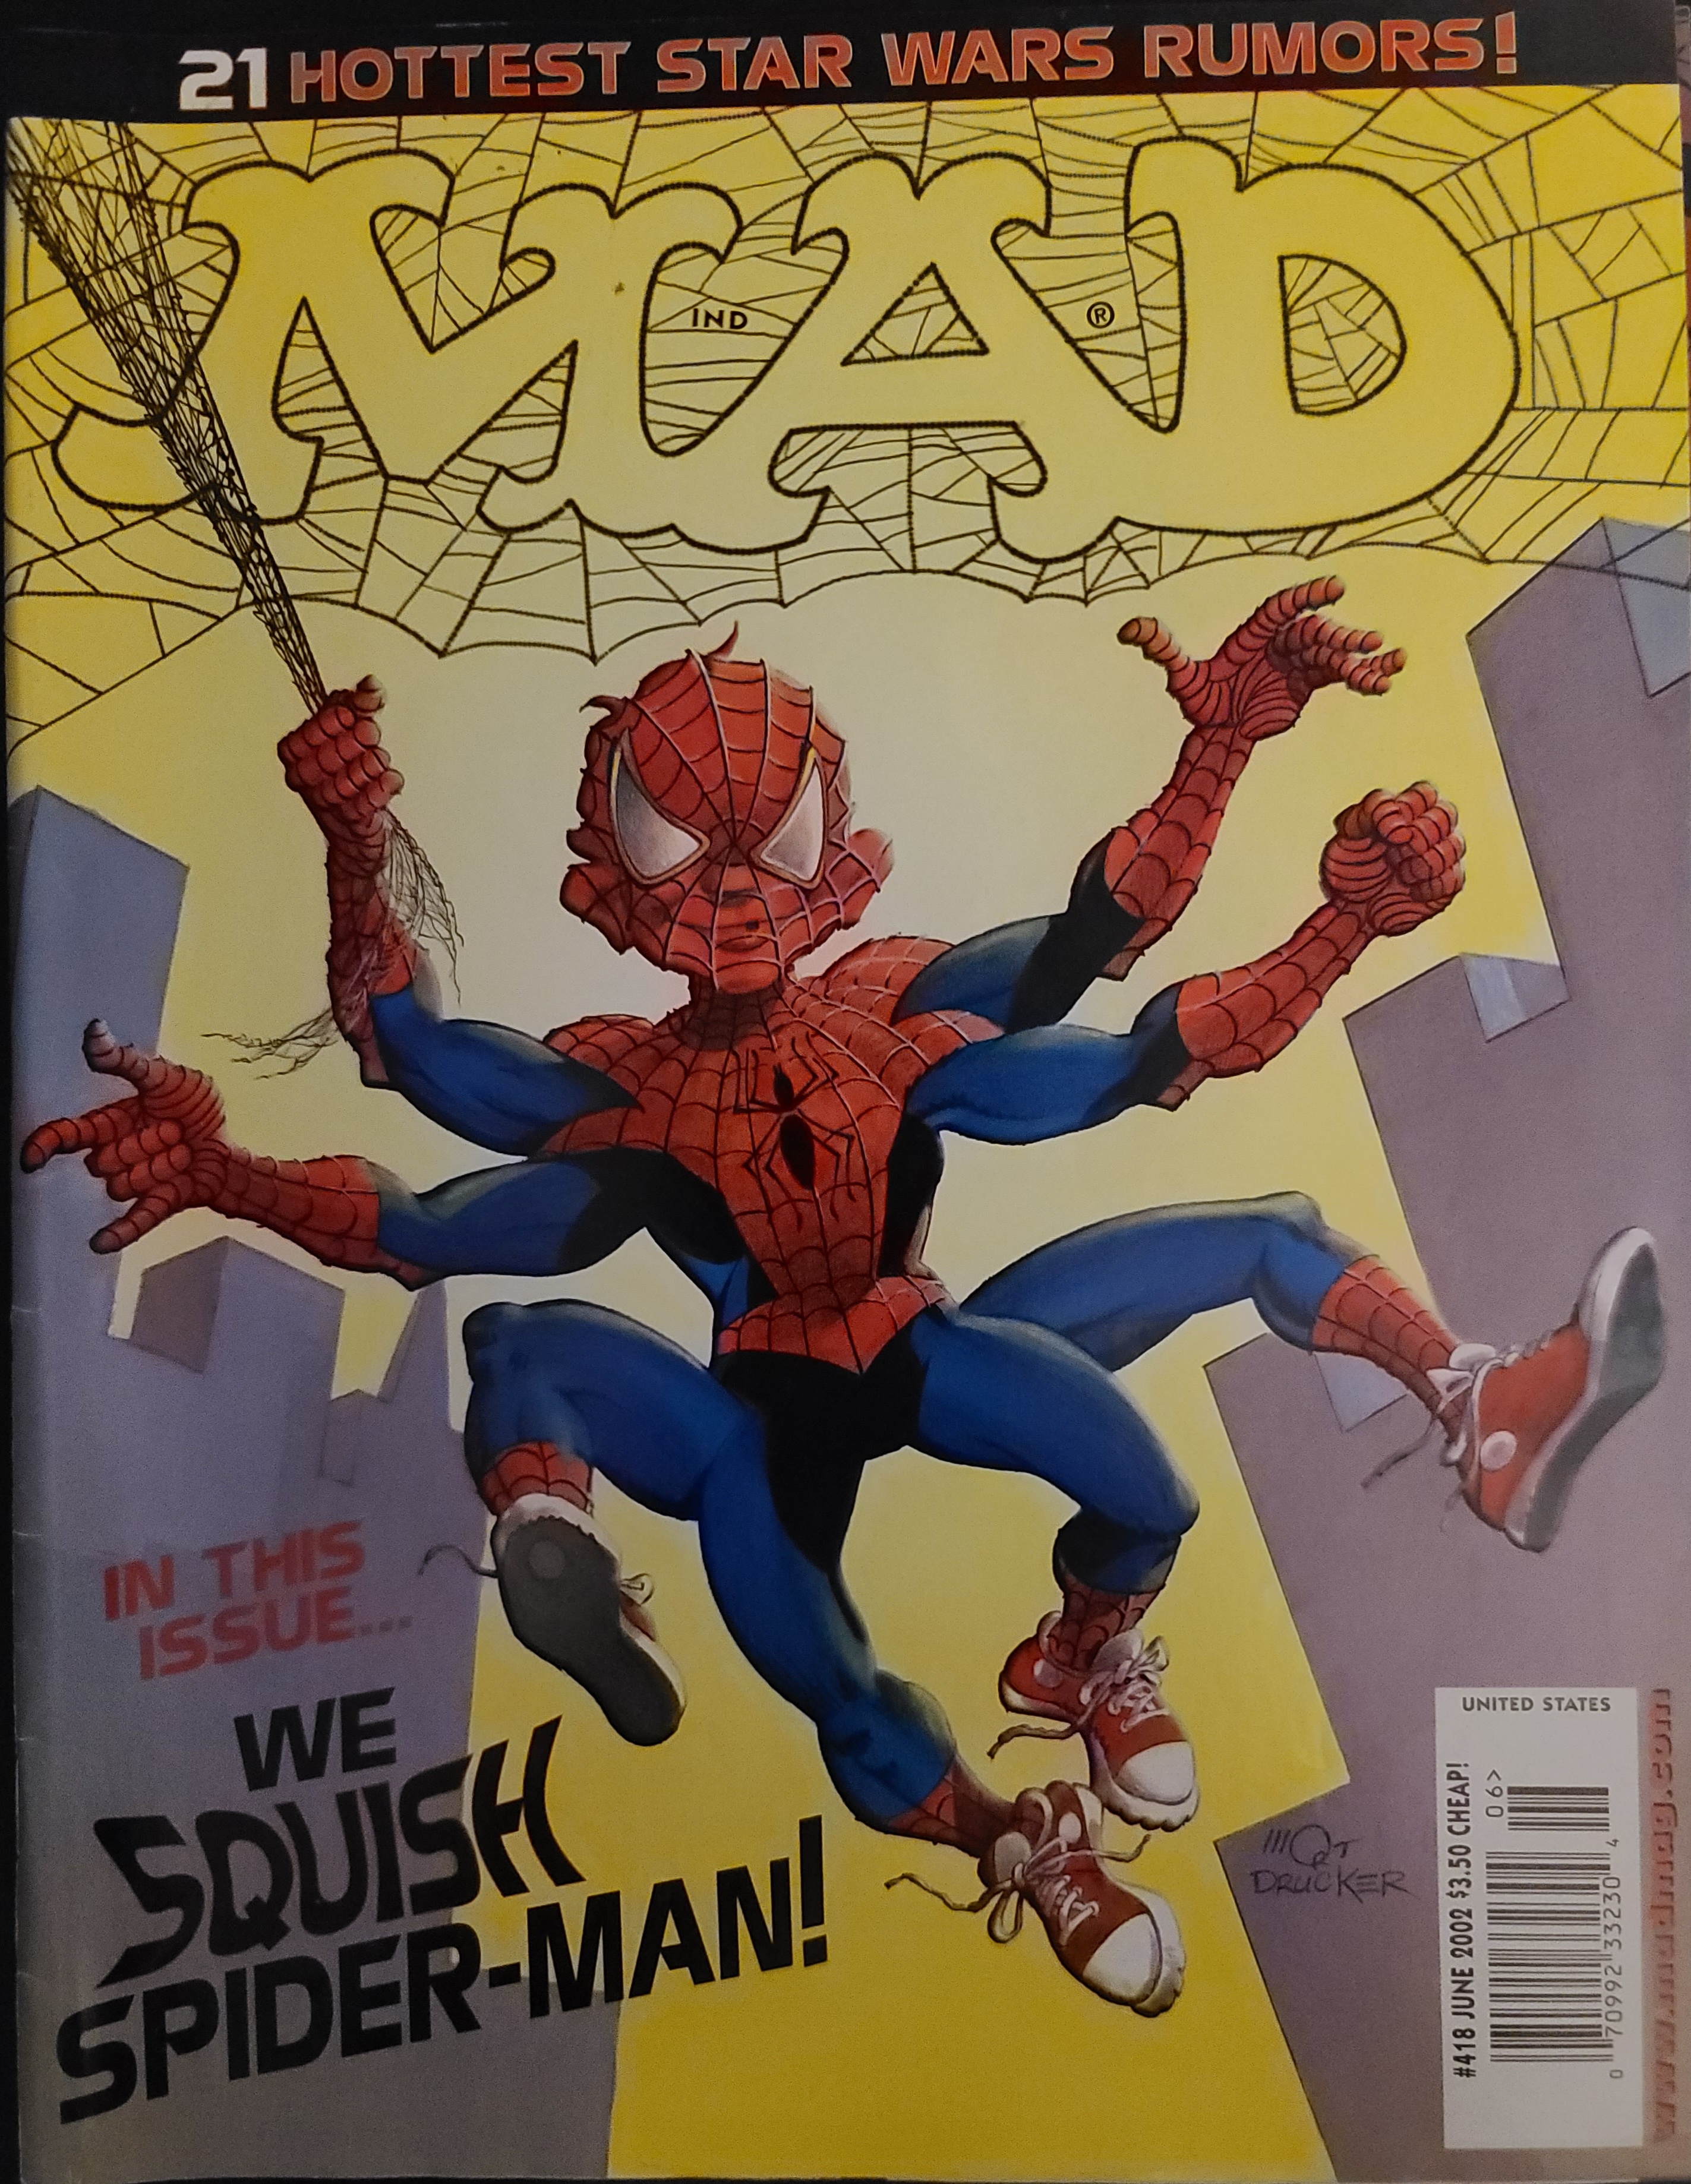 21 HOTTEST STAR WARS RUMORS!
MAD
IND
®
IN THIS
ISSUE...
WE
SQUISH
SPIDER-MAN!
DRUCKER
UNITED STATES
#418 JUNE 2002 $3.50 CHEAP!
06>
0 70992 33230 4
www.madmag.com